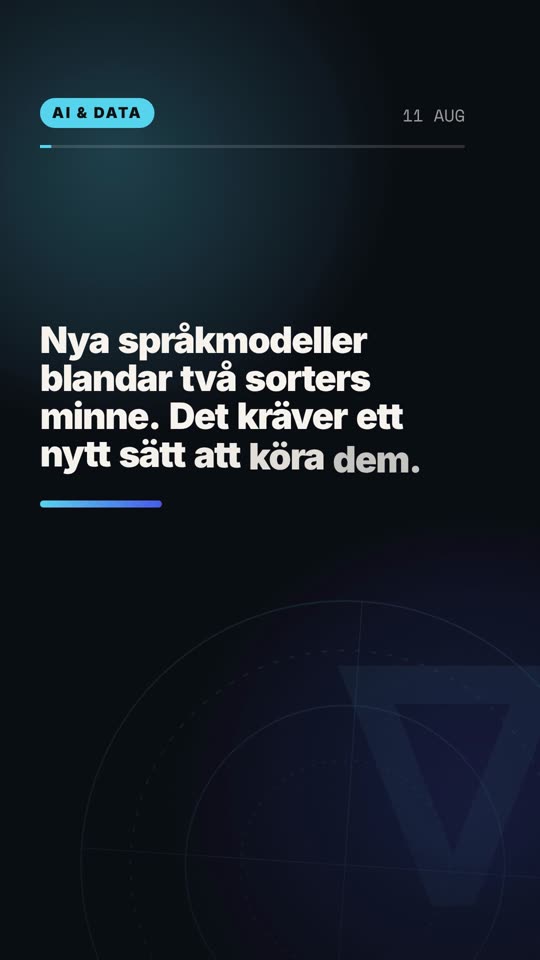 AI & DATA
11 AUG
Nya språkmodeller
blandar två sorters
minne. Det kräver ett
nytt sätt att köra dem.